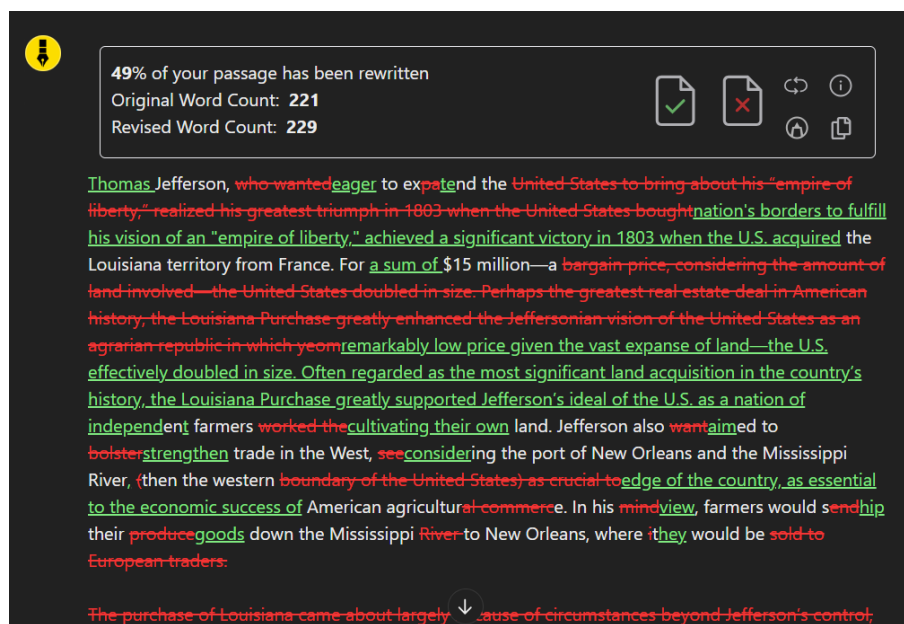 49% of your passage has been rewritten
Original Word Count: 221
Revised Word Count: 229
Thomas Jefferson, who wantedeager to expatend the United States to bring about his “empire of
liberty,” realized his greatest triumph in 1803 when the United States boughtnation's borders to fulfill
his vision of an "empire of liberty," achieved a significant victory in 1803 when the U.S. acquired the
Louisiana territory from France. For a sum of $15 million—a bargain price, considering the amount of
land involved—the United States doubled in size. Perhaps the greatest real estate deal in American
history, the Louisiana Purchase greatly enhanced the Jeffersonian vision of the United States as an
agrarian republic in which yeomremarkably low price given the vast expanse of land—the U.S.
effectively doubled in size. Often regarded as the most significant land acquisition in the country’s
history, the Louisiana Purchase greatly supported Jefferson’s ideal of the U.S. as a nation of
independent farmers worked thecultivating their own land. Jefferson also wantaimed to
bolsterstrengthen trade in the West, seeconsidering the port of New Orleans and the Mississippi
River, (then the western boundary of the United States) as crucial toedge of the country, as essential
to the economic success of American agricultural commerce. In his mindview, farmers would sendhip
their producegoods down the Mississippi River to New Orleans, where ithey would be sold to
European traders.
The purchase of Louisiana came about largely cause of circumstances beyond Jefferson’s control,